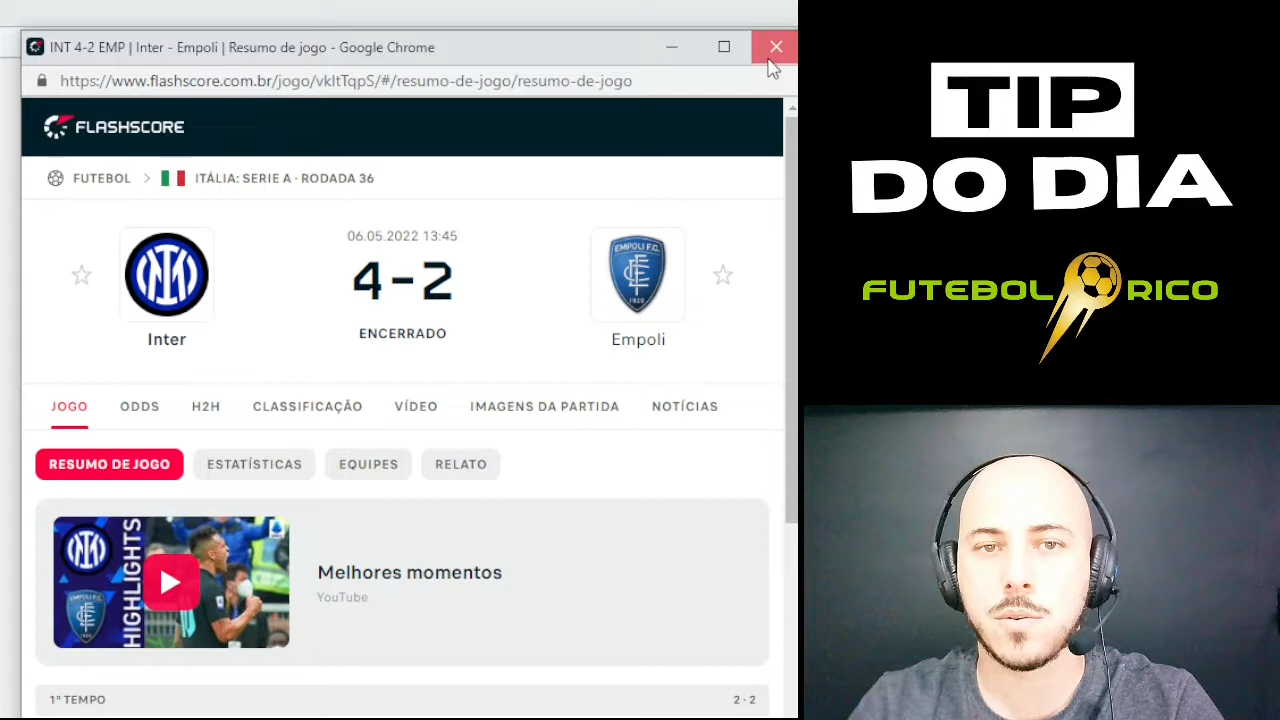 INT 4-2 EMP | Inter - Empoli | Resumo de jogo - Google Chrome
https://www.flashscore.com.br/jogo/vkItTqpS/#/resumo-de-jogo/resumo-de-jogo
FLASHSCORE
FUTEBOL > ITÁLIA: SERIE A - RODADA 36
06.05.2022 13:45
4-2
ENCERRADO
Inter
EMPOLI F.C.
1920
Empoli
JOGO ODDS H2H CLASSIFICAÇÃO VÍDEO IMAGENS DA PARTIDA NOTÍCIAS
RESUMO DE JOGO ESTATÍSTICAS EQUIPES RELATO
HIGHLIGHTS
Melhores momentos
YouTube
1º TEMPO 2 - 2
TIP
DO DIA
FUTEBOL RICO